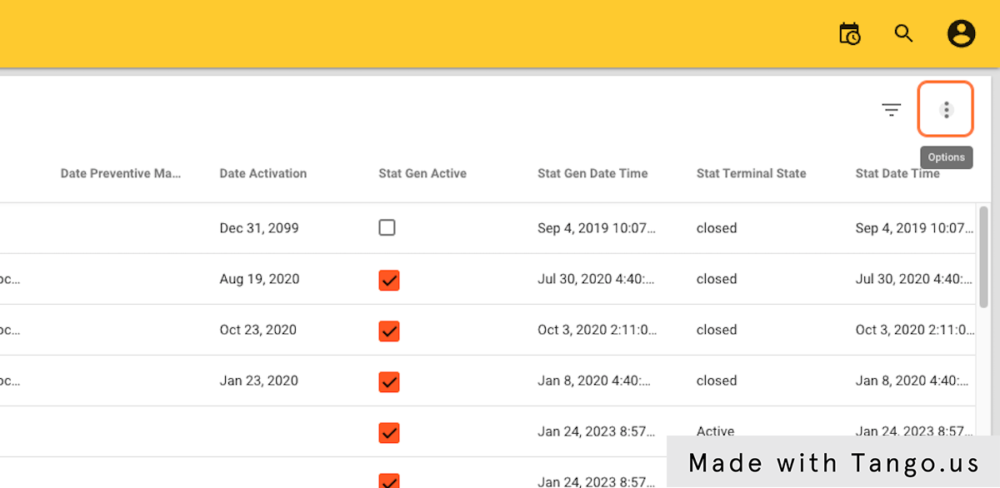 Options
Date Preventive Ma... Date Activation Stat Gen Active Stat Gen Date Time Stat Terminal State Stat Date Time
Dec 31, 2099 Sep 4, 2019 10:07... closed Sep 4, 2019 10:07...
oc... Aug 19, 2020 Jul 30, 2020 4:40:... closed Jul 30, 2020 4:40:...
oc... Oct 23, 2020 Oct 3, 2020 2:11:0... closed Oct 3, 2020 2:11:0...
oc... Jan 23, 2020 Jan 8, 2020 4:40:... closed Jan 8, 2020 4:40:...
Jan 24, 2023 8:57... Active Jan 24, 2023 8:57...
Jan 24, 2023 8:57...
Made with Tango.us